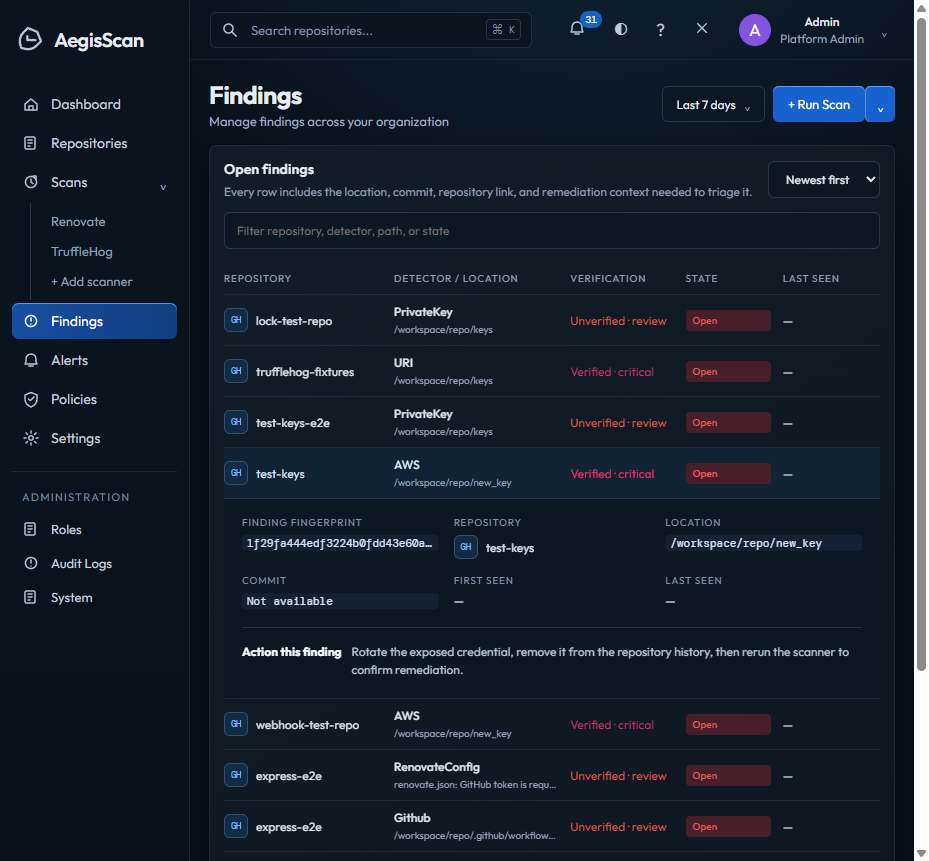 AegisScan
Search repositories...
⌘ K
31
?
A
Admin
Platform Admin
Dashboard
Repositories
Scans
Renovate
TruffleHog
+ Add scanner
Findings
Alerts
Policies
Settings
ADMINISTRATION
Roles
Audit Logs
System
Findings
Manage findings across your organization
Last 7 days
+ Run Scan
Open findings
Every row includes the location, commit, repository link, and remediation context needed to triage it.
Newest first
Filter repository, detector, path, or state
REPOSITORY DETECTOR / LOCATION VERIFICATION STATE LAST SEEN
GH lock-test-repo PrivateKey Unverified · review Open —
/workspace/repo/keys
GH trufflehog-fixtures URI Verified · critical Open —
/workspace/repo/keys
GH test-keys-e2e PrivateKey Unverified · review Open —
/workspace/repo/keys
GH test-keys AWS Verified · critical Open —
/workspace/repo/new_key
FINDING FINGERPRINT REPOSITORY LOCATION
1f29fa444edf3224b0fdd43e60a… GH test-keys /workspace/repo/new_key
COMMIT FIRST SEEN LAST SEEN
Not available — —
Action this finding Rotate the exposed credential, remove it from the repository history, then rerun the scanner to
confirm remediation.
GH webhook-test-repo AWS Verified · critical Open —
/workspace/repo/new_key
GH express-e2e RenovateConfig Unverified · review Open —
renovate.json: GitHub token is requ...
GH express-e2e Github Unverified · review Open —
/workspace/repo/.github/workflow...